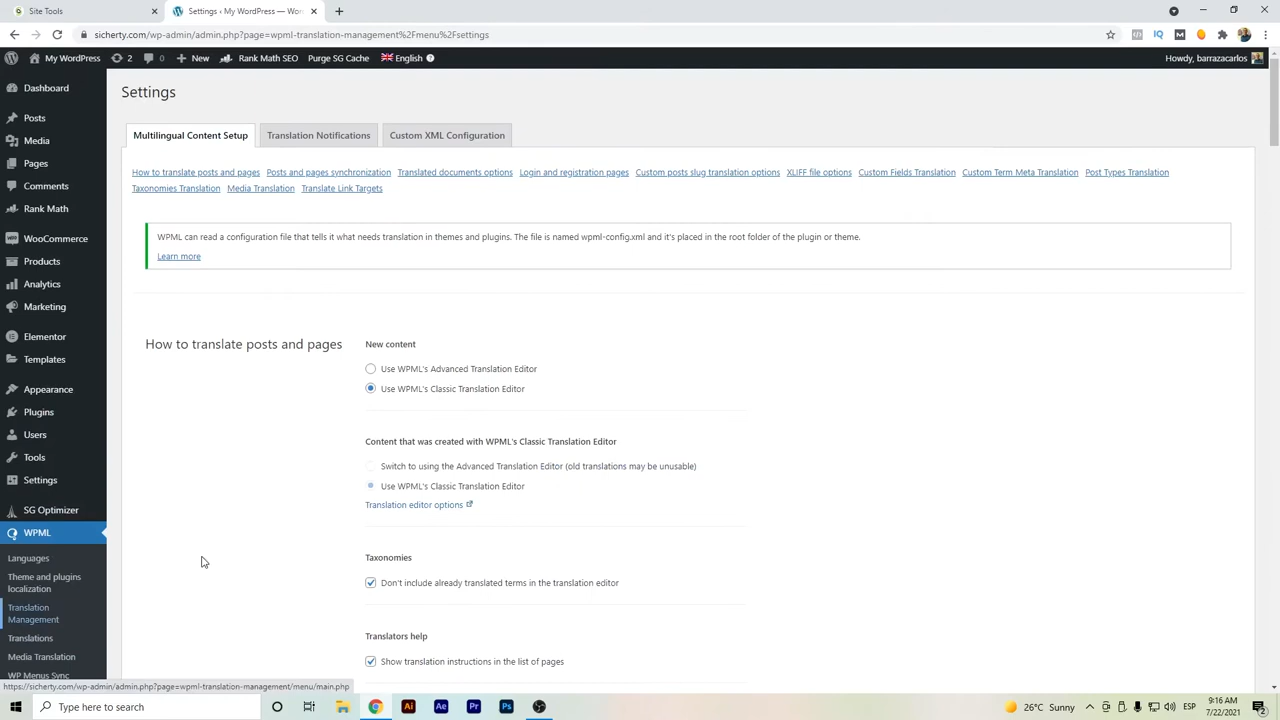 Site Tools
Settings ‹ My WordPress — Wor
sicherty.com/wp-admin/admin.php?page=wpml-translation-management%2Fmenu%2Fsettings
My WordPress 2 0 New Rank Math SEO Purge SG Cache English Howdy, barrazacarlos
Dashboard
Posts
Media
Pages
Comments
Rank Math
WooCommerce
Products
Analytics
Marketing
Elementor
Templates
Appearance
Plugins
Users
Tools
Settings
SG Optimizer
WPML
Languages
Theme and plugins
localization
Translation
Management
Translations
Media Translation
WP Menus Sync
Settings
Multilingual Content Setup Translation Notifications Custom XML Configuration
How to translate posts and pages Posts and pages synchronization Translated documents options Login and registration pages Custom posts slug translation options XLIFF file options Custom Fields Translation Custom Term Meta Translation Post Types Translation
Taxonomies Translation Media Translation Translate Link Targets
WPML can read a configuration file that tells it what needs translation in themes and plugins. The file is named wpml-config.xml and it's placed in the root folder of the plugin or theme.
Learn more
How to translate posts and pages
New content
Use WPML's Advanced Translation Editor
Use WPML's Classic Translation Editor
Content that was created with WPML's Classic Translation Editor
Switch to using the Advanced Translation Editor (old translations may be unusable)
Use WPML's Classic Translation Editor
Translation editor options
Taxonomies
Don't include already translated terms in the translation editor
Translators help
Show translation instructions in the list of pages
https://sicherty.com/wp-admin/admin.php?page=wpml-translation-management/menu/main.php
Type here to search
Ai Ae Pr Ps
26°C Sunny
ESP
9:16 AM
7/22/2021
2